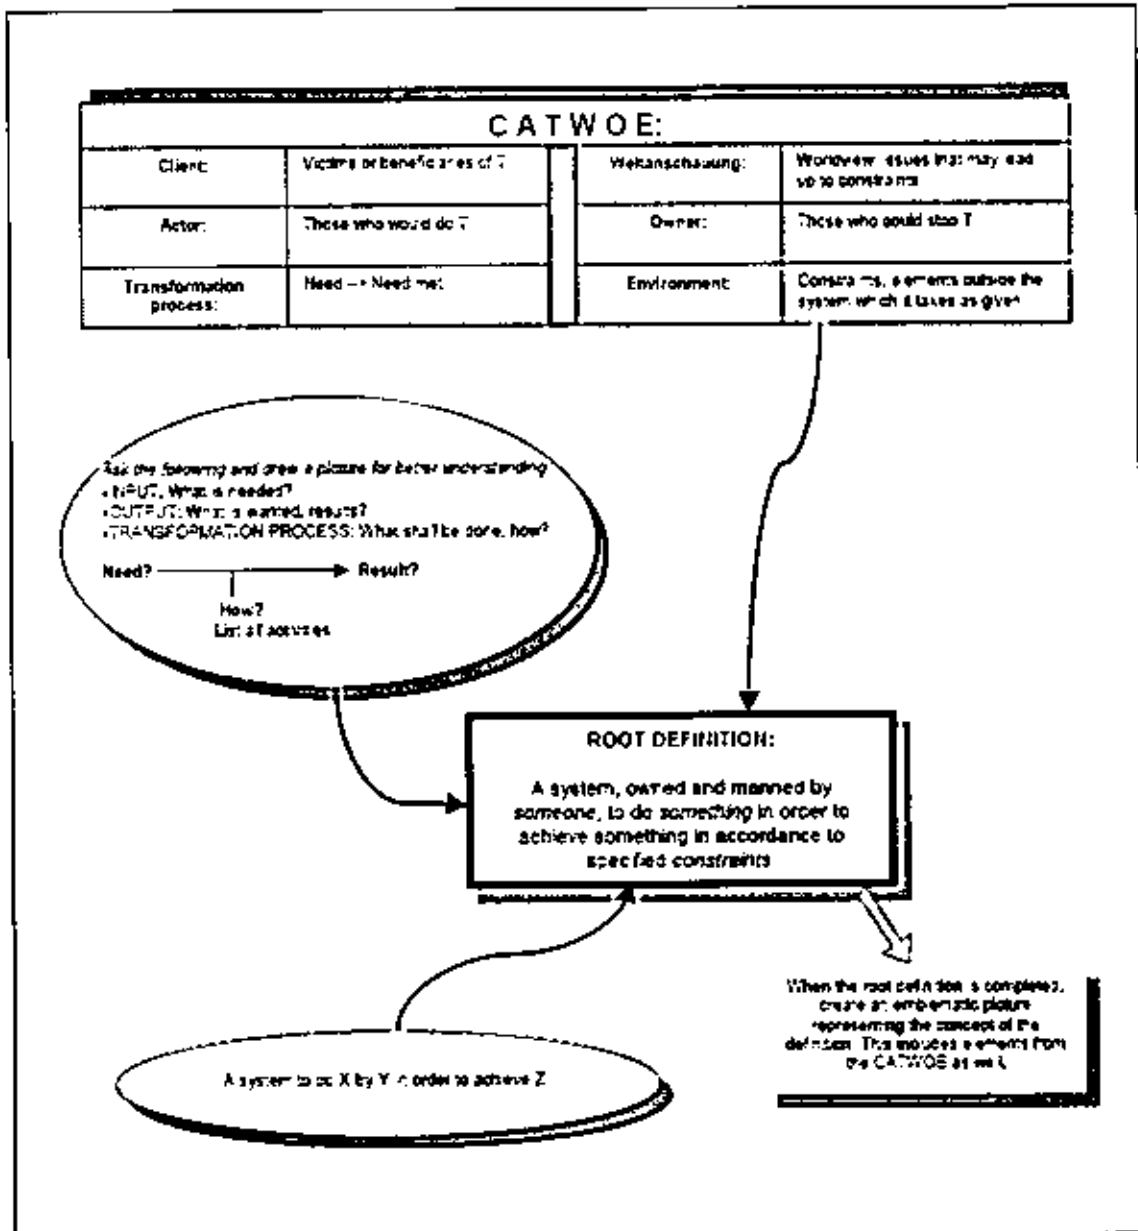 CATWOE:
Client:
Victims or beneficiaries of T
Actor:
Those who would do T
Transformation
process:
Need --> Need met
Weltanschauung:
Worldview issues that may lead
up to constraints
Owner:
Those who could stop T
Environment:
Constraints, elements outside the
system which it takes as given
Ask the following and draw a picture for better understanding
•INPUT: What is needed?
•OUTPUT: What is wanted, results?
•TRANSFORMATION PROCESS: What shall be done, how?
Need?
Result?
How?
List of activities
ROOT DEFINITION:
A system, owned and manned by
someone, to do something in order to
achieve something in accordance to
specified constraints
A system to do X by Y in order to achieve Z
When the root definition is completed,
create an emblematic picture
representing the concept of the
definition. This includes elements from
the CATWOE as well.